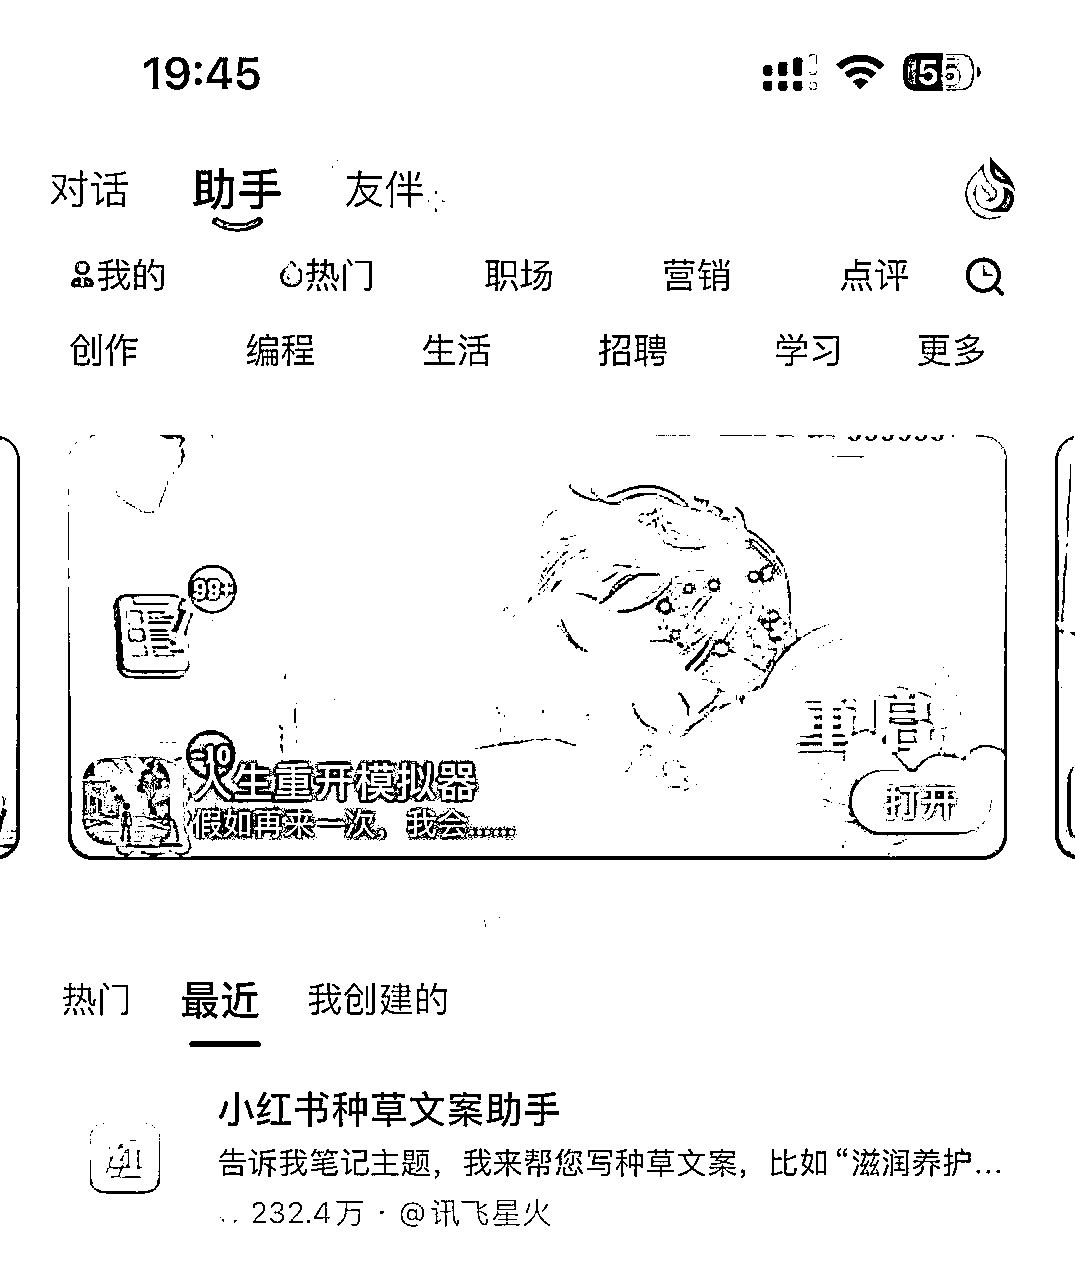 19:45 55
对话 助手 友伴
我的 热门 职场 营销 点评
创作 编程 生活 招聘 学习 更多
99+
-10
人生重开模拟器
假如再来一次，我会……
打开
热门 最近 我创建的
小红书种草文案助手
告诉我笔记主题，我来帮您写种草文案，比如“滋润养护...
232.4万 · @讯飞星火